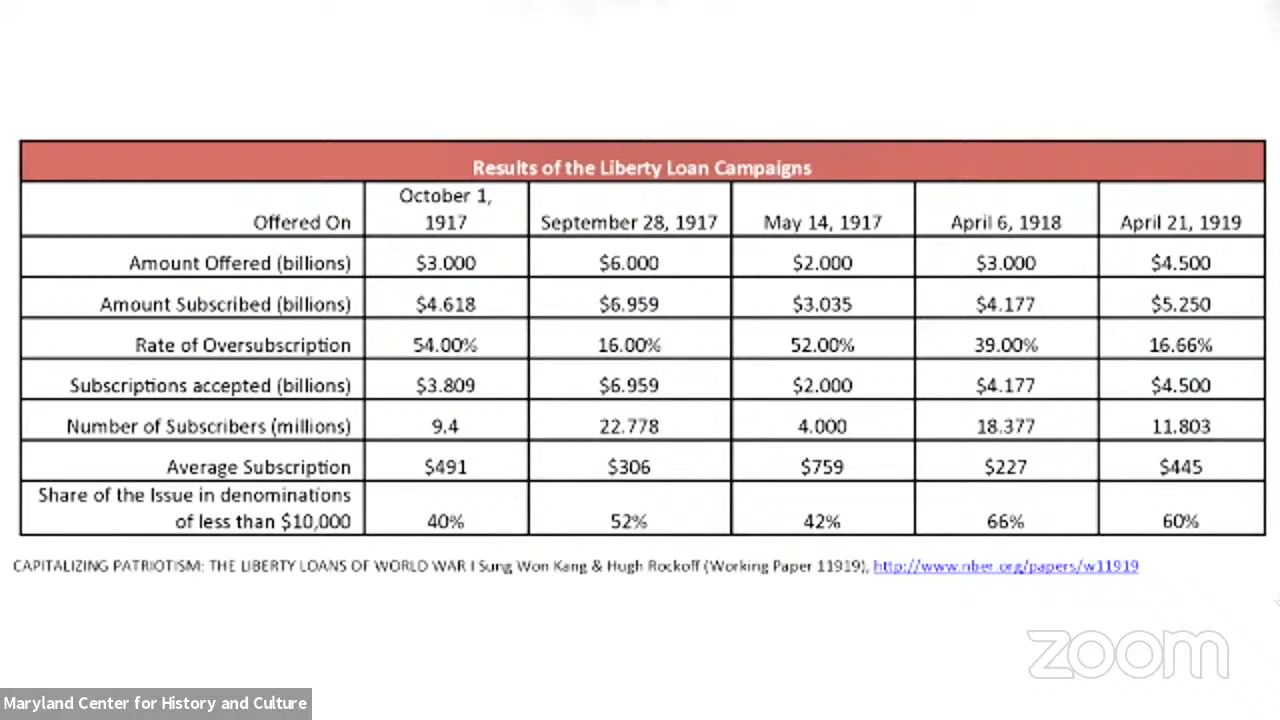 Results of the Liberty Loan Campaigns
Offered On October 1, 1917 September 28, 1917 May 14, 1917 April 6, 1918 April 21, 1919
Amount Offered (billions) $3.000 $6.000 $2.000 $3.000 $4.500
Amount Subscribed (billions) $4.618 $6.959 $3.035 $4.177 $5.250
Rate of Oversubscription 54.00% 16.00% 52.00% 39.00% 16.66%
Subscriptions accepted (billions) $3.809 $6.959 $2.000 $4.177 $4.500
Number of Subscribers (millions) 9.4 22.778 4.000 18.377 11.803
Average Subscription $491 $306 $759 $227 $445
Share of the Issue in denominations
of less than $10,000 40% 52% 42% 66% 60%
CAPITALIZING PATRIOTISM: THE LIBERTY LOANS OF WORLD WAR I Sung Won Kang & Hugh Rockoff (Working Paper 11919), http://www.nber.org/papers/w11919
zoom
Maryland Center for History and Culture